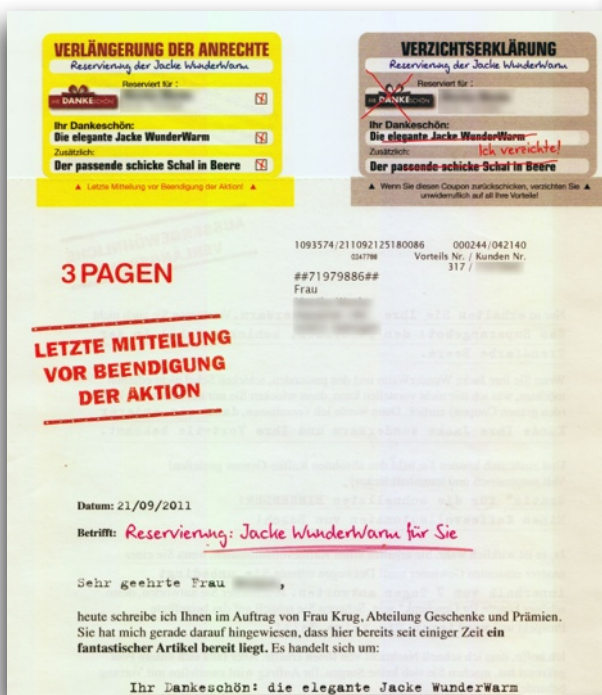 VERLÄNGERUNG DER ANRECHTE
Reservierung der Jacke WunderWarm
Reserviert für :
IHR DANKESCHÖN
Ihr Dankeschön:
Die elegante Jacke WunderWarm
Zusätzlich:
Der passende schicke Schal in Beere
▲ Letzte Mitteilung vor Beendigung der Aktion! ▲
VERZICHTSERKLÄRUNG
Reservierung der Jacke WunderWarm
Reserviert für :
IHR DANKESCHÖN
Ihr Dankeschön:
Die elegante Jacke WunderWarm
Ich verzichte!
Zusätzlich:
Der passende schicke Schal in Beere
▲ Wenn Sie diesen Coupon zurückschicken, verzichten Sie ▲
unwiderruflich auf all Ihre Vorteile!
1093574/211092125180086 000244/042140
0247708 Vorteils Nr. / Kunden Nr.
317 /
3 PAGEN
##71979886##
Frau
LETZTE MITTEILUNG
VOR BEENDIGUNG
DER AKTION
Datum: 21/09/2011
Betrifft: Reservierung: Jacke WunderWarm für Sie
Sehr geehrte Frau ,
heute schreibe ich Ihnen im Auftrag von Frau Krug, Abteilung Geschenke und Prämien.
Sie hat mich gerade darauf hingewiesen, dass hier bereits seit einiger Zeit ein
fantastischer Artikel bereit liegt. Es handelt sich um:
Ihr Dankeschön: die elegante Jacke WunderWarm